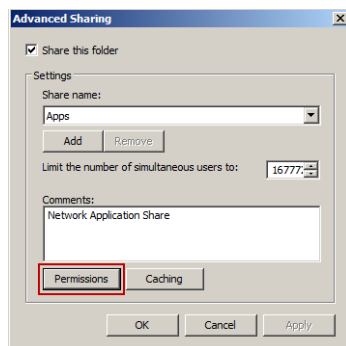 Advanced Sharing
Share this folder
Settings
Share name:
Apps
Add Remove
Limit the number of simultaneous users to: 16777
Comments:
Network Application Share
Permissions Caching
OK Cancel Apply